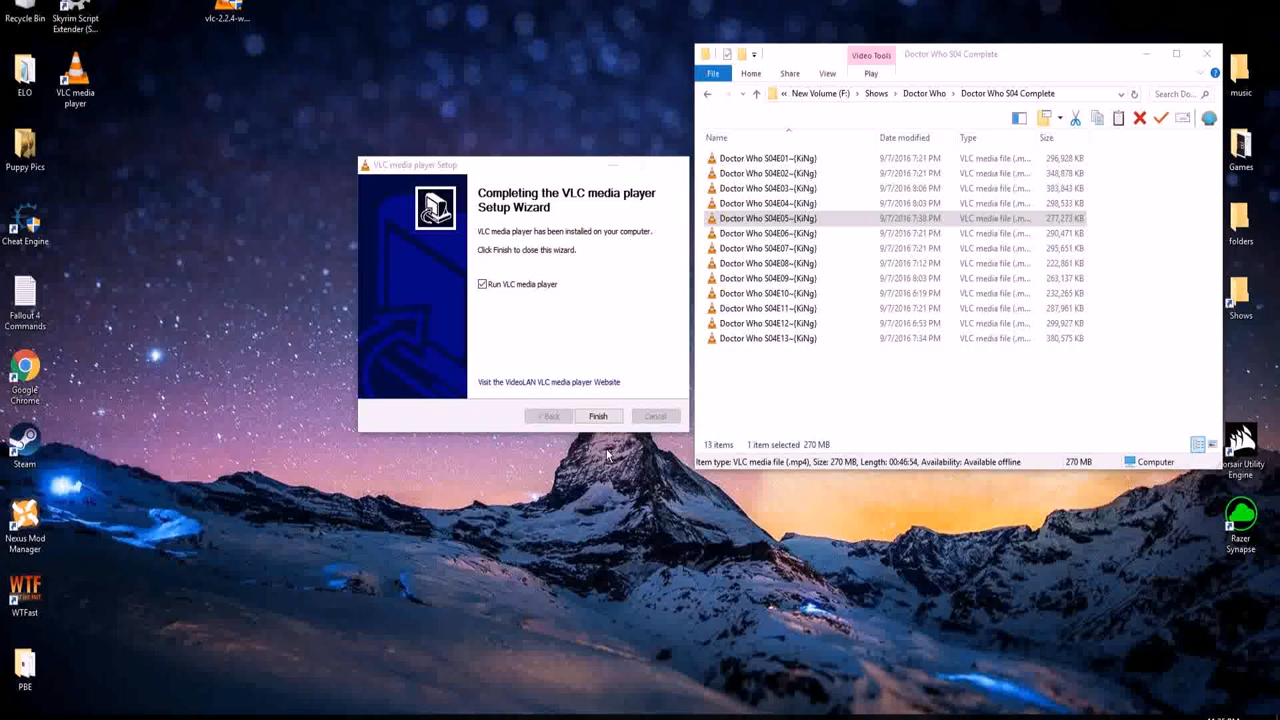 Recycle Bin
Skyrim Script
Extender (S...
vlc-2.2.4-w...
ELO
VLC media
player
Puppy Pics
Cheat Engine
Fallout 4
Commands
Google
Chrome
Steam
Nexus Mod
Manager
WTF
WTFast
PBE
VLC media player Setup
Completing the VLC media player
Setup Wizard
VLC media player has been installed on your computer.
Click Finish to close this wizard.
Run VLC media player
Visit the VideoLAN VLC media player Website
< Back
Finish
Cancel
Video Tools
Doctor Who S04 Complete
File
Home
Share
View
Play
« New Volume (F:) > Shows > Doctor Who > Doctor Who S04 Complete
Search Do...
Name Date modified Type Size
Doctor Who S04E01~{KiNg} 9/7/2016 7:21 PM VLC media file (.m... 296,928 KB
Doctor Who S04E02~{KiNg} 9/7/2016 7:21 PM VLC media file (.m... 348,878 KB
Doctor Who S04E03~{KiNg} 9/7/2016 8:06 PM VLC media file (.m... 383,843 KB
Doctor Who S04E04~{KiNg} 9/7/2016 8:03 PM VLC media file (.m... 298,533 KB
Doctor Who S04E05~{KiNg} 9/7/2016 7:38 PM VLC media file (.m... 277,273 KB
Doctor Who S04E06~{KiNg} 9/7/2016 7:21 PM VLC media file (.m... 290,471 KB
Doctor Who S04E07~{KiNg} 9/7/2016 7:21 PM VLC media file (.m... 295,651 KB
Doctor Who S04E08~{KiNg} 9/7/2016 7:12 PM VLC media file (.m... 222,861 KB
Doctor Who S04E09~{KiNg} 9/7/2016 8:03 PM VLC media file (.m... 263,137 KB
Doctor Who S04E10~{KiNg} 9/7/2016 6:19 PM VLC media file (.m... 232,265 KB
Doctor Who S04E11~{KiNg} 9/7/2016 7:21 PM VLC media file (.m... 287,961 KB
Doctor Who S04E12~{KiNg} 9/7/2016 6:53 PM VLC media file (.m... 299,927 KB
Doctor Who S04E13~{KiNg} 9/7/2016 7:34 PM VLC media file (.m... 380,575 KB
13 items 1 item selected 270 MB
Item type: VLC media file (.mp4), Size: 270 MB, Length: 00:46:54, Availability: Available offline 270 MB Computer
music
Games
folders
Shows
orsair Utility
Engine
Razer
Synapse